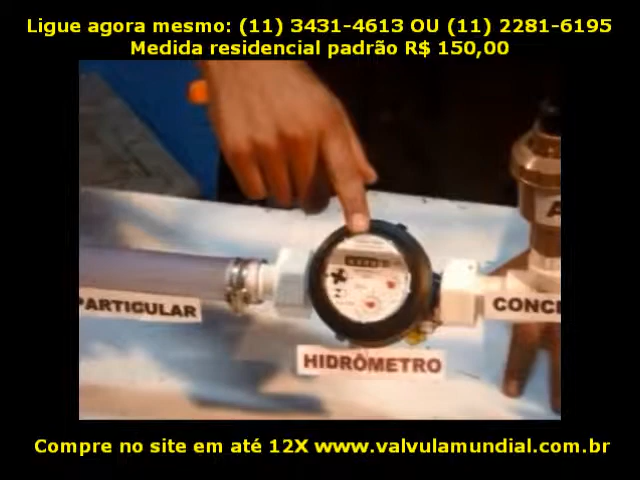 Ligue agora mesmo: (11) 3431-4613 OU (11) 2281-6195
Medida residencial padrão R$ 150,00
A
PARTICULAR
CONC
HIDRÔMETRO
Compre no site em até 12X www.valvulamundial.com.br